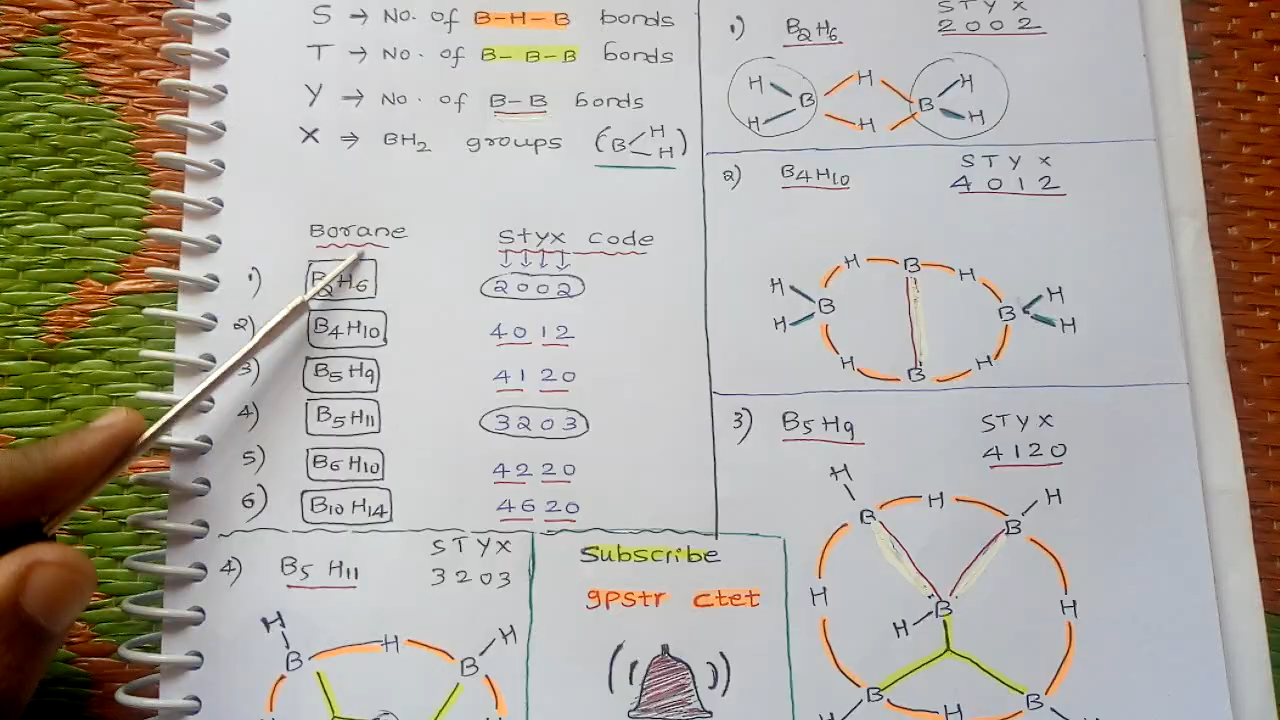 S → No. of B-H-B bonds
T → No. of B-B-B bonds
Y → No. of B-B bonds
X → BH2 groups (B H H)
Borane Styx code
1) B2H6 2002
2) B4H10 4012
3) B5H9 4120
4) B5H11 3203
5) B6H10 4220
6) B10H14 4620
4) B5H11 STYX
3203
H H H
B B
Subscribe
gpstr ctet
1) B2H6 STYX
2002
H H H
B B
H H H
2) B4H10 STYX
4012
H B H
H H
B B
H H
H B H
3) B5H9 STYX
4120
H
H H
B B
H B H
H
B B
H H